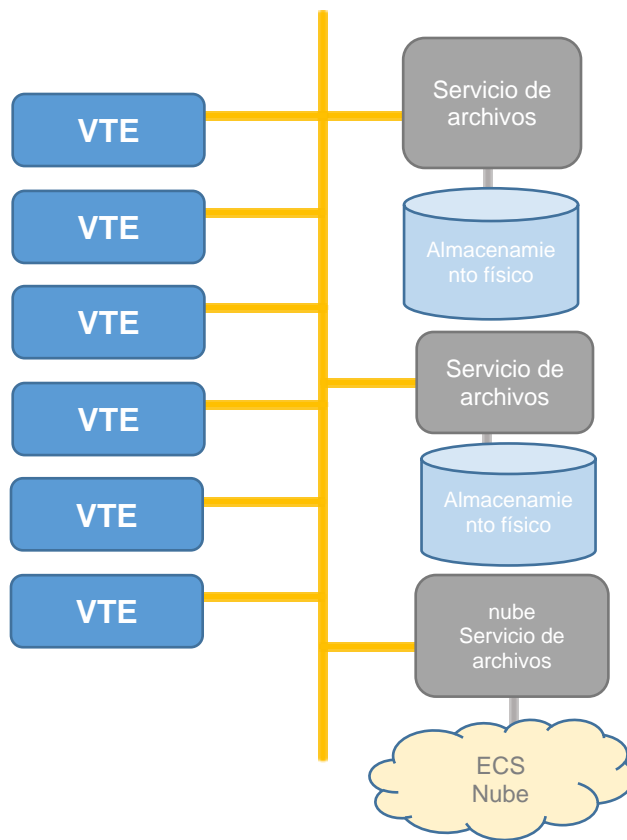 VTE
VTE
VTE
VTE
VTE
VTE
Servicio de
archivos
Almacenamie
nto físico
Servicio de
archivos
Almacenamie
nto físico
nube
Servicio de
archivos
ECS
Nube